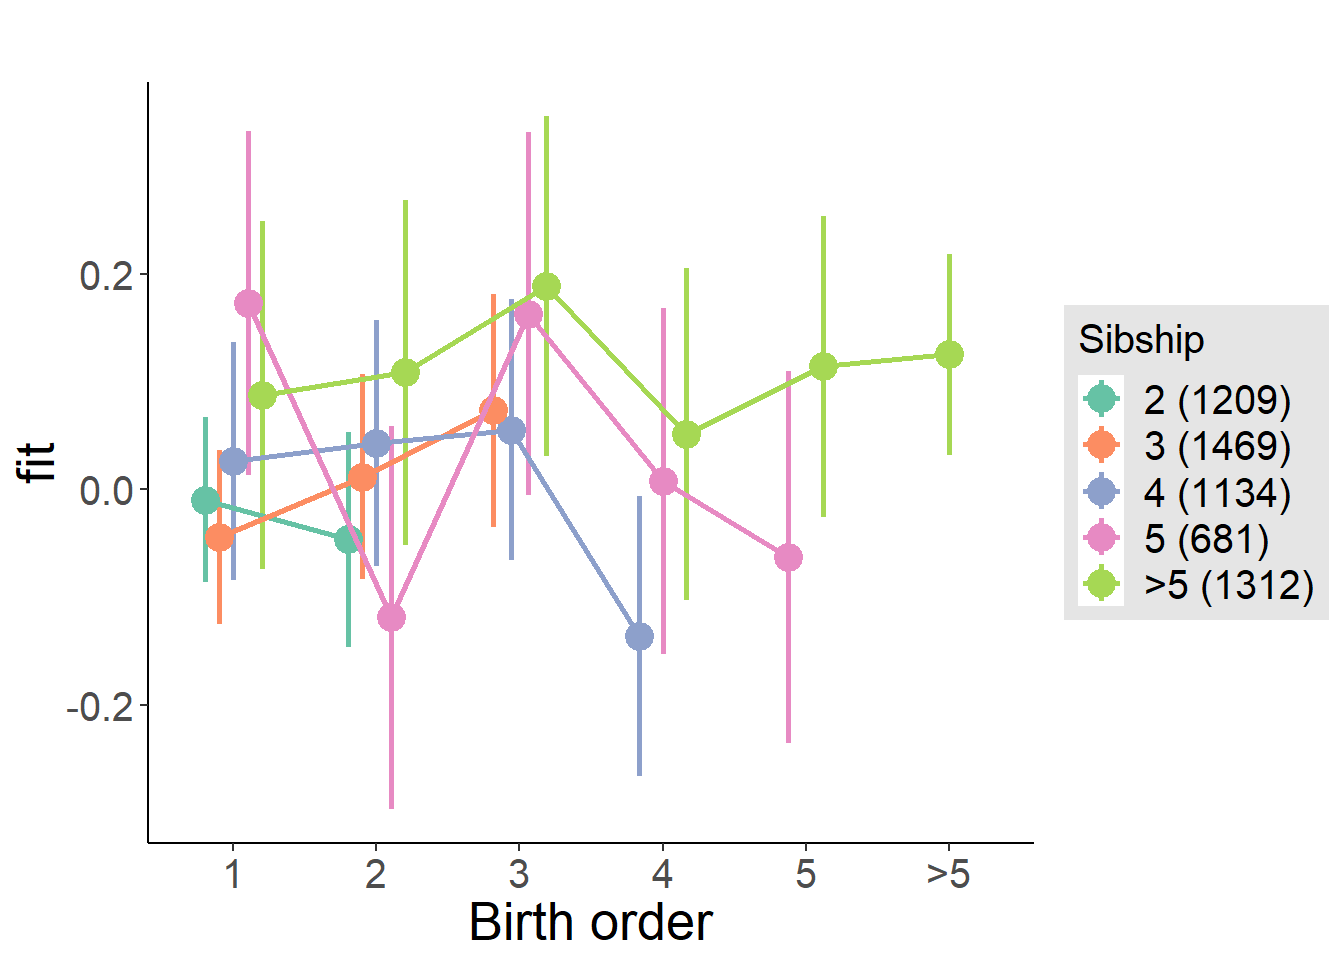 fit
0.2
0.0
-0.2
1 2 3 4 5 >5
Birth order
Sibship
2 (1209)
3 (1469)
4 (1134)
5 (681)
>5 (1312)